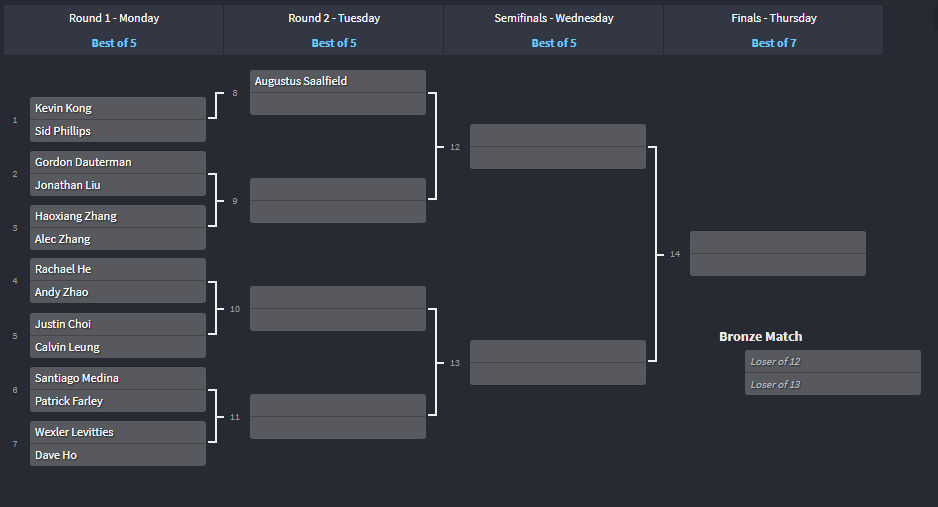 Round 1 - Monday
Round 2 - Tuesday
Semifinals - Wednesday
Finals - Thursday
Best of 5
Best of 5
Best of 5
Best of 7
1
Kevin Kong
Sid Phillips
2
Gordon Dauterman
Jonathan Liu
3
Haoxiang Zhang
Alec Zhang
4
Rachael He
Andy Zhao
5
Justin Choi
Calvin Leung
6
Santiago Medina
Patrick Farley
7
Wexler Levitties
Dave Ho
8
Augustus Saalfield
9
10
11
12
13
14
Bronze Match
Loser of 12
Loser of 13